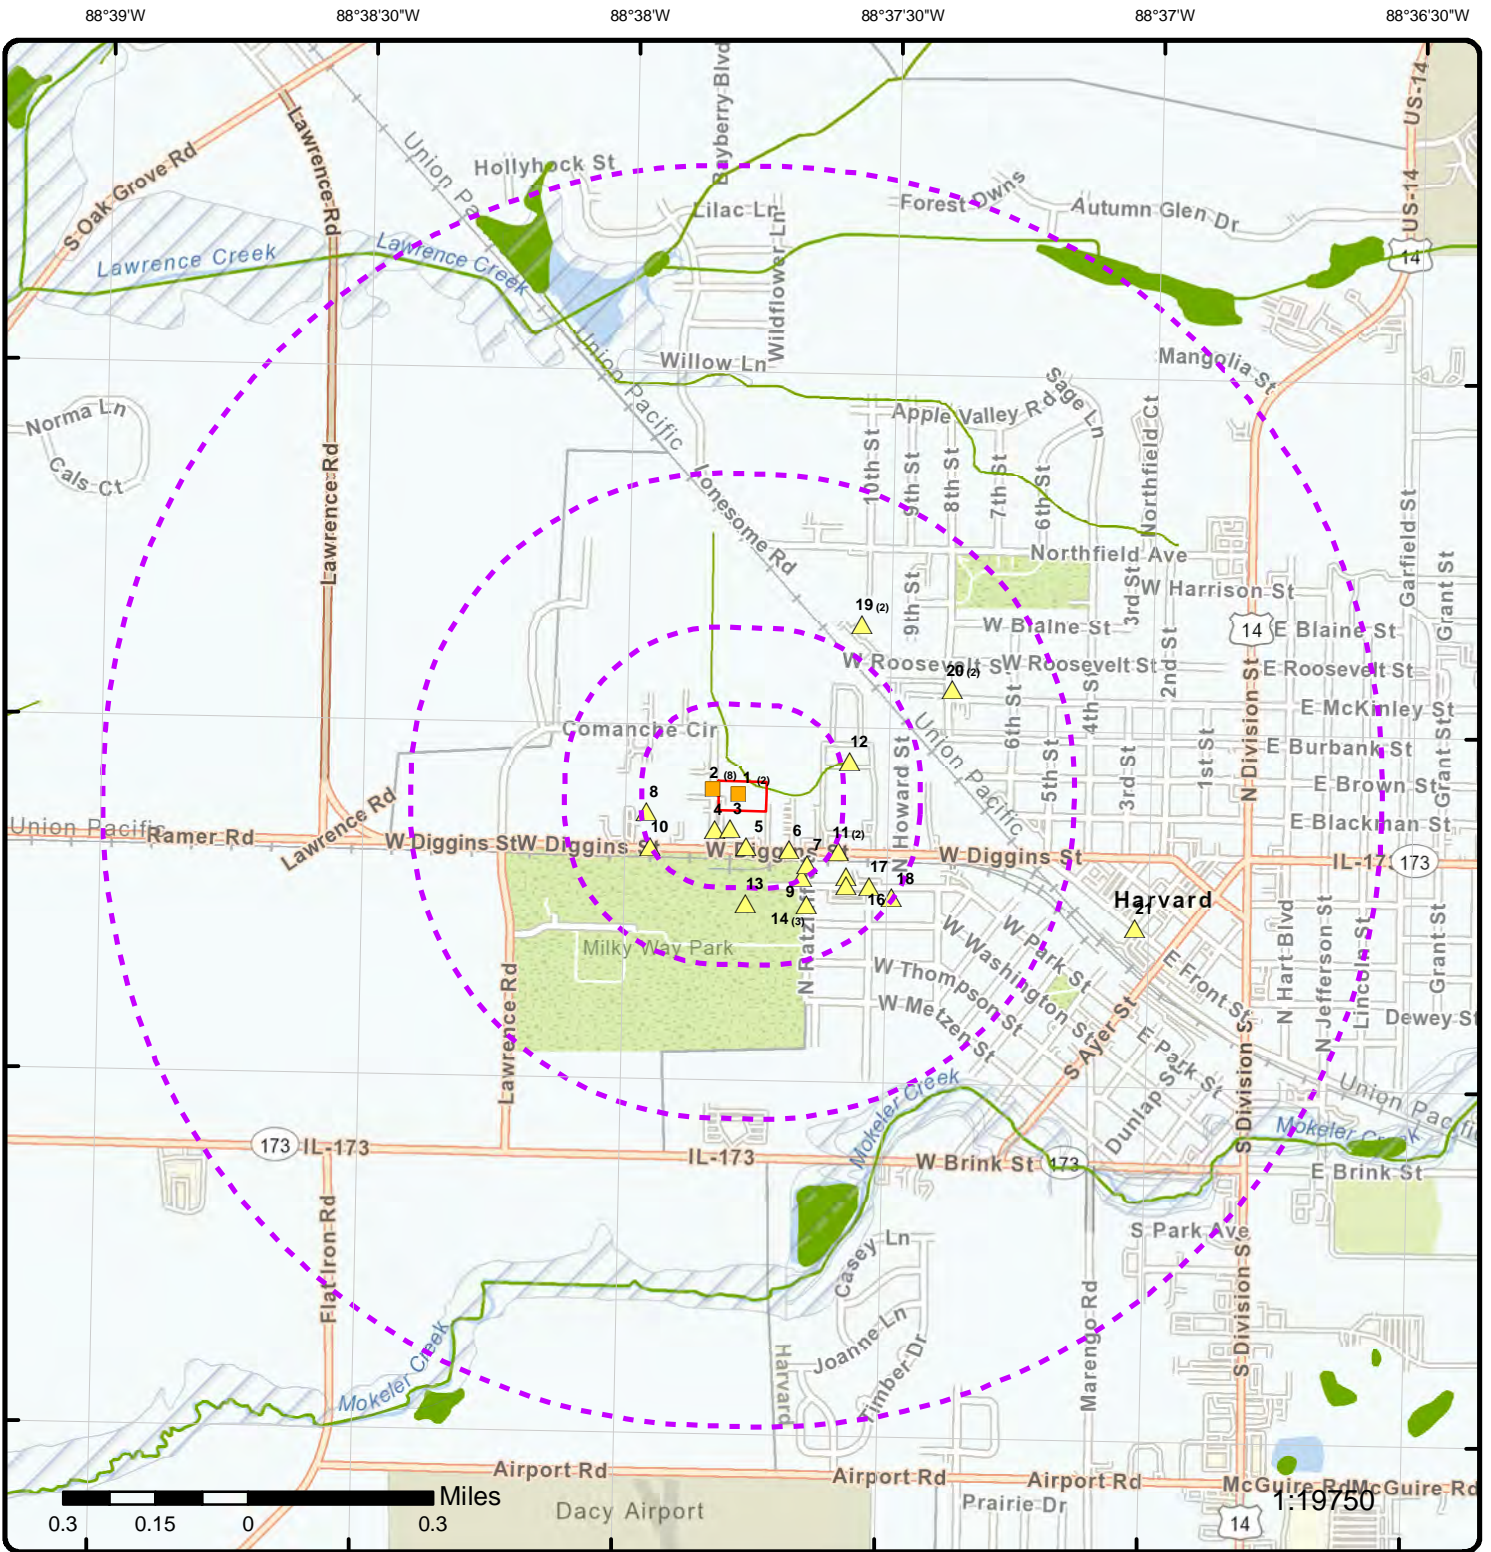 88°39'W 88°38'30"W 88°38'W 88°37'30"W 88°37'W 88°36'30"W
Bayberry Blvd
US-14
Lawrence Rd
Union Pa
Hollyhock St
S Oak Grove Rd
Lilac Ln
Forest Dwns
Autumn Glen Dr
US-14
14
Lawrence Creek
Lawrence Creek
Wildflower Ln
Union Pacific
Willow Ln
Mangolia St
Norma Ln
Cals Ct
Apple Valley Rd
Sage Ln
Northfield Ct
10th St
9th St
8th St
7th St
6th St
Lawrence Rd
Lonesome Rd
Garfield St
Northfield Ave
Grant St
W Harrison St
3rd St
9th St
19 (2)
W Blaine St
14
E Blaine St
W Roosevelt S
W Roosevelt St
E Roosevelt St
20 (2)
2nd St
4th St
6th St
N Division St
E McKinley St
Comanche Cir
Union Pacific
12
N Howard St
5th St
3rd St
1st St
E Burbank St
Grant St
2 (8)
1 (2)
E Brown St
8
4
3
E Blackman St
Union Pacific
Ramer Rd
Lawrence Rd
W Diggins St
W Diggins St
10
5
6
7
11 (2)
W Diggins St
W Diggins St
IL-173
173
13
9
17
16
18
14 (3)
Harvard
21
Milky Way Park
N Ratzlaff
W Park St
W Washington St
W Thompson St
W Metzen St
E Front St
N Hart Blvd
N Jefferson St
Lincoln St
Grant St
Dewey St
Lawrence Rd
S Ayer St
E Park St
Dunlap St
S Division St
Union Pacific
Mokeler Creek
Mokeler Creek
173
IL-173
IL-173
W Brink St
173
E Brink St
S Park Ave
Casey Ln
Flat Iron Rd
Joanne Ln
Timber Dr
Harvard
Marengo Rd
S Division St
Mokeler Creek
Airport Rd
Airport Rd
Airport Rd
McGuire Rd
McGuire Rd
Miles
0.3 0.15 0 0.3
Dacy Airport
Prairie Dr
1:19750
14